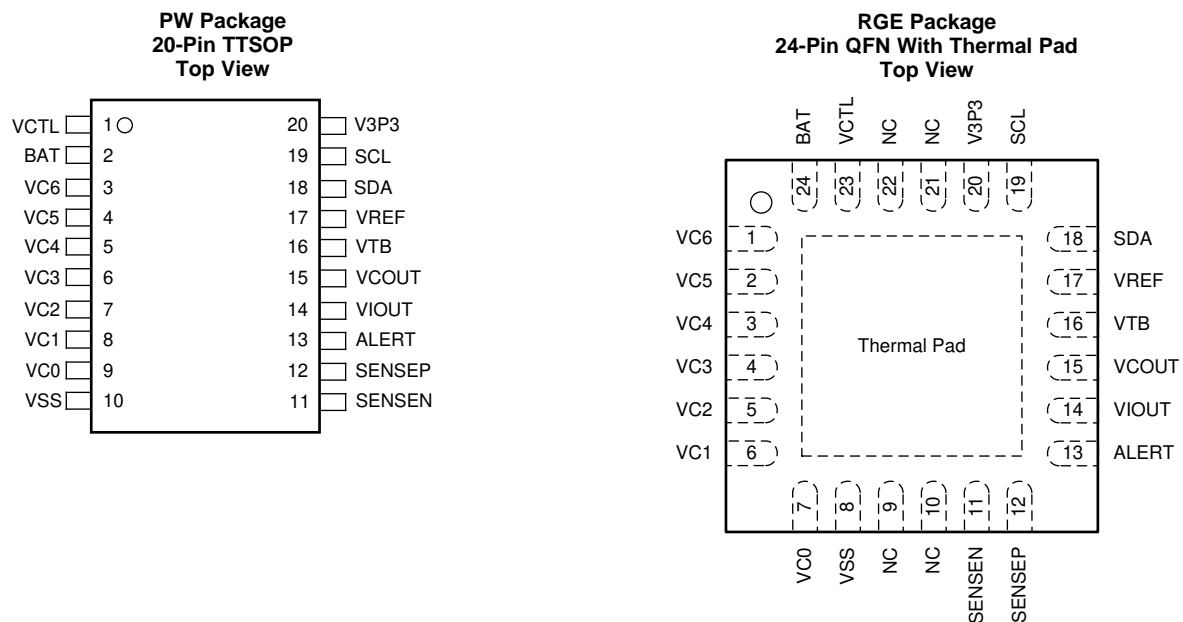 PW Package
20-Pin TTSOP
Top View
VCTL 1 20 V3P3
BAT 2 19 SCL
VC6 3 18 SDA
VC5 4 17 VREF
VC4 5 16 VTB
VC3 6 15 VCOUT
VC2 7 14 VIOUT
VC1 8 13 ALERT
VC0 9 12 SENSEP
VSS 10 11 SENSEN
RGE Package
24-Pin QFN With Thermal Pad
Top View
BAT VCTL NC NC V3P3 SCL
24 23 22 21 20 19
VC6 1 18 SDA
VC5 2 17 VREF
VC4 3 16 VTB
Thermal Pad
VC3 4 15 VCOUT
VC2 5 14 VIOUT
VC1 6 13 ALERT
7 8 9 10 11 12
VC0 VSS NC NC SENSEN SENSEP